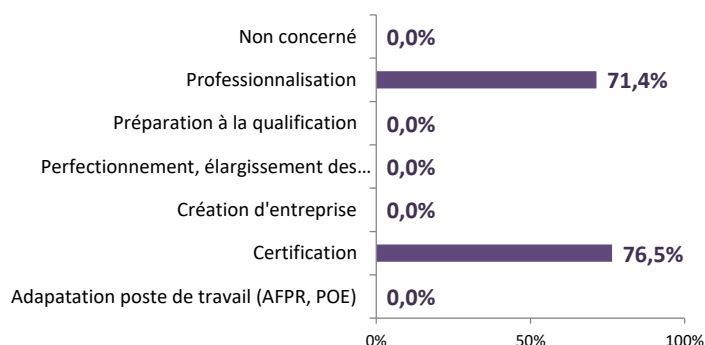 Non concerné 0,0%
Professionnalisation 71,4%
Préparation à la qualification 0,0%
Perfectionnement, élargissement des... 0,0%
Création d'entreprise 0,0%
Certification 76,5%
Adapatation poste de travail (AFPR, POE) 0,0%
0% 50% 100%